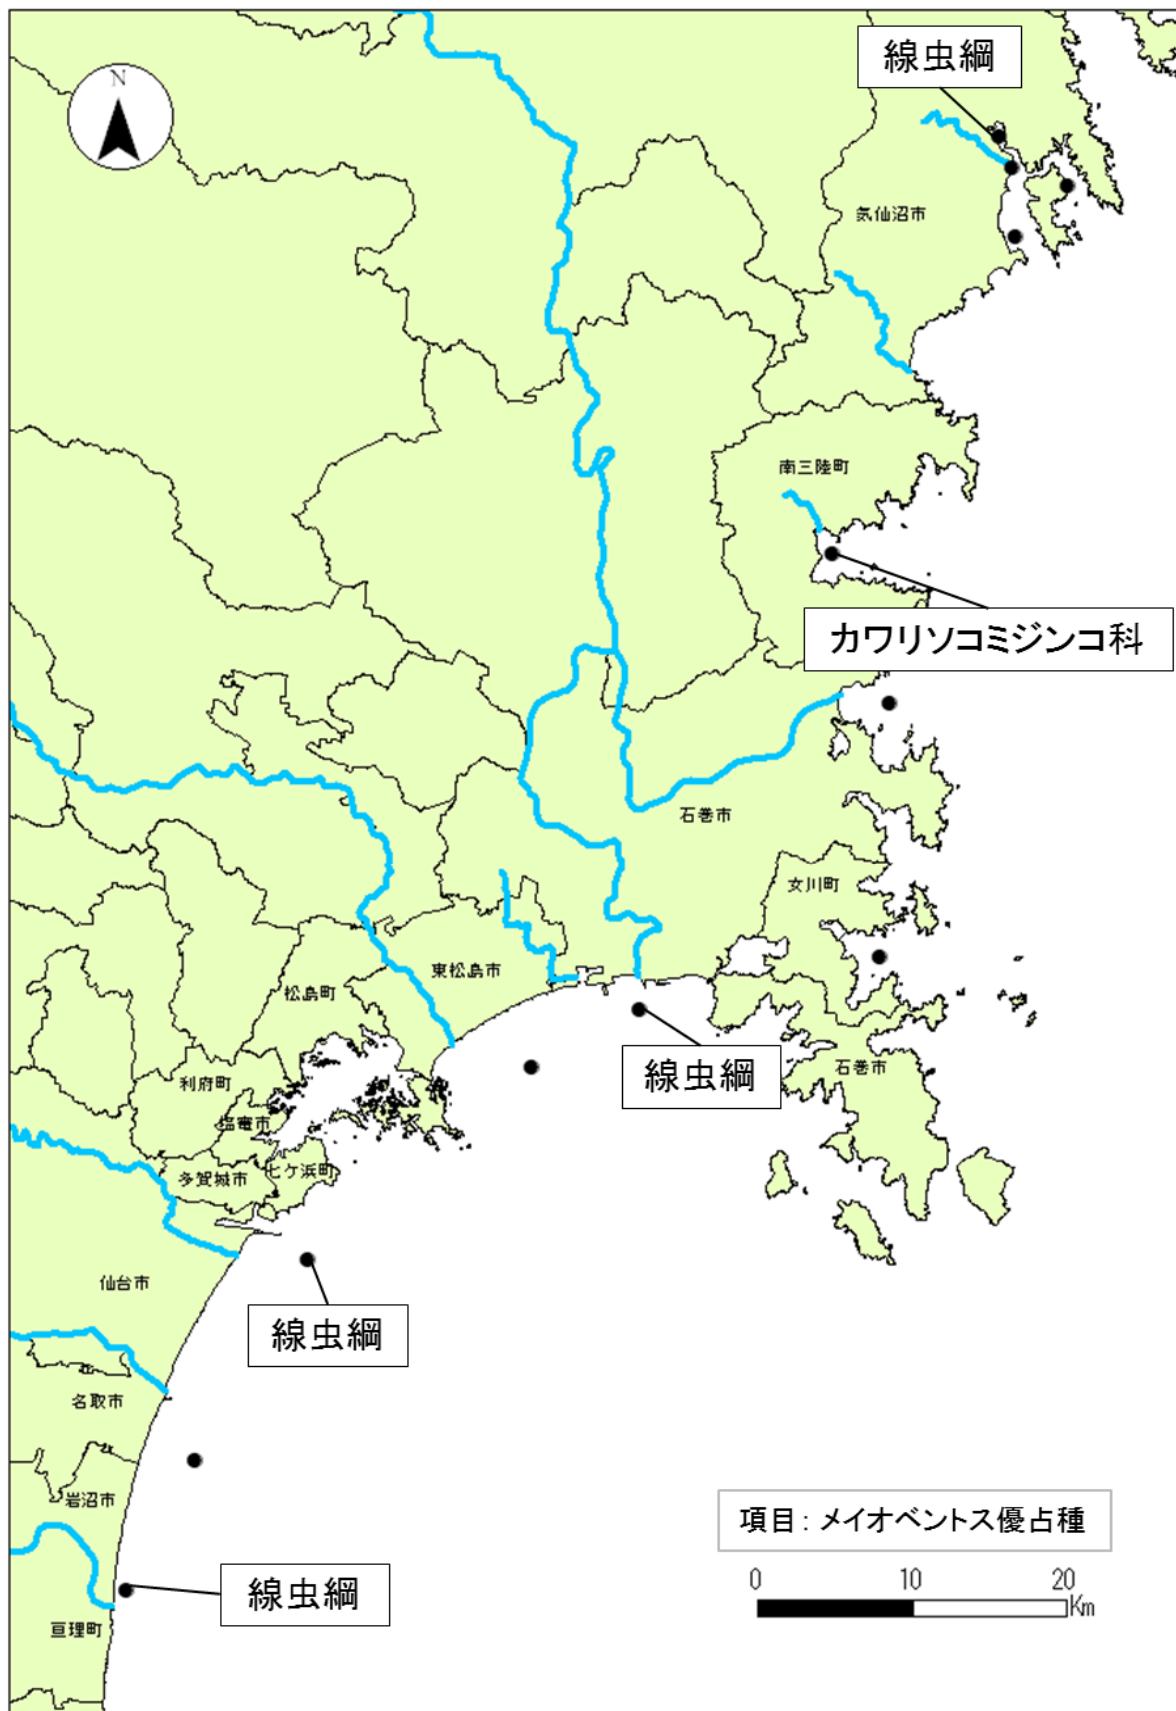 線虫綱
N
気仙沼市
南三陸町
カワリソコミジンコ科
石巻市
女川町
東松島市
松島町
線虫綱
石巻市
利府町
塩竈市
多賀城市
七ケ浜町
仙台市
線虫綱
名取市
岩沼市
項目：メイオベントス優占種
線虫綱
0 10 20
Km
亘理町